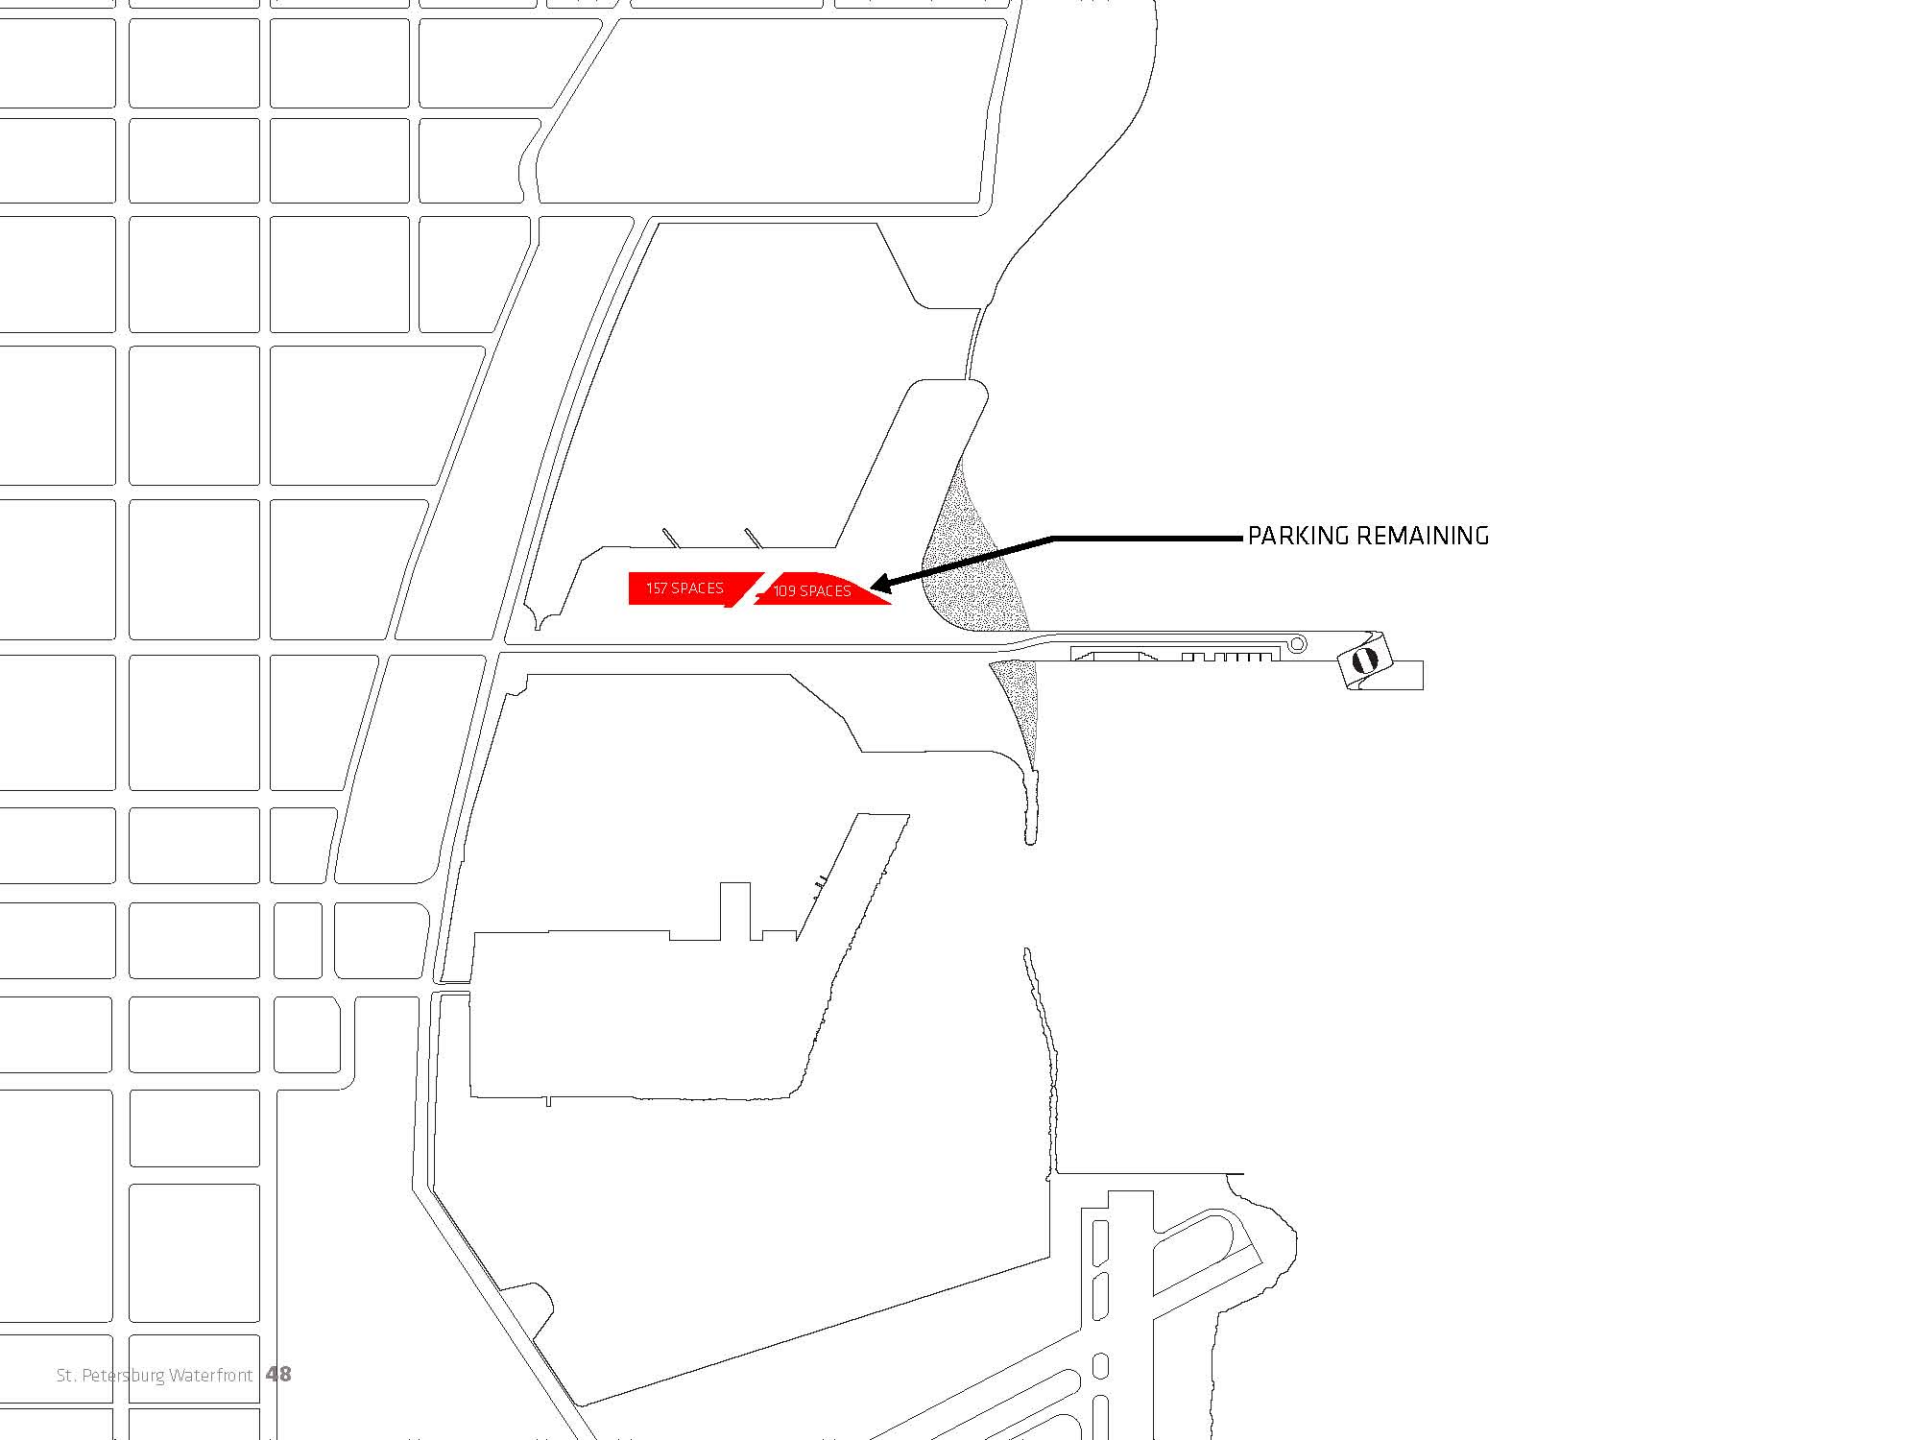 PARKING REMAINING
157 SPACES
109 SPACES
St. Petersburg Waterfront 48